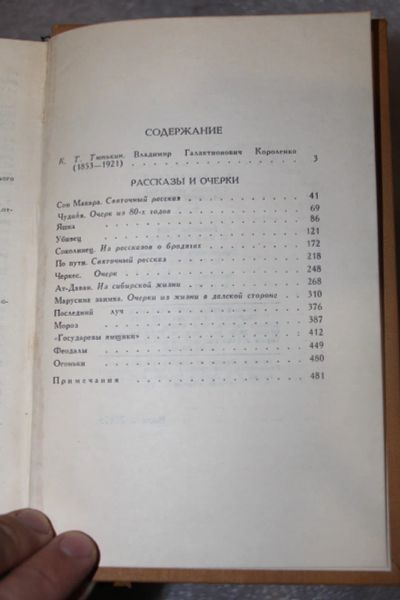 СОДЕРЖАНИЕ
К. Т. Тюнькин. Владимир Галактионович Короленко
(1853—1921) . . . . . . . . . . . . . 3
РАССКАЗЫ И ОЧЕРКИ
Сон Макара. Святочный рассказ . . . . . . . . 41
Чудная. Очерк из 80-х годов . . . . . . . . 69
Яшка . . . . . . . . . . . . . . 86
Убивец . . . . . . . . . . . . . . 121
Соколинец. Из рассказов о бродягах . . . . . . . 172
По пути. Святочный рассказ . . . . . . . . 218
Черкес. Очерк . . . . . . . . . . . . 248
Ат-Даван. Из сибирской жизни . . . . . . . . 268
Марусина заимка. Очерки из жизни в далекой стороне . . . 310
Последний луч . . . . . . . . . . . . 376
Мороз . . . . . . . . . . . . . . 387
«Государевы ямщики» . . . . . . . . . . 412
Феодалы . . . . . . . . . . . . . . 449
Огоньки . . . . . . . . . . . . . . 480
Примечания . . . . . . . . . . . . . 481